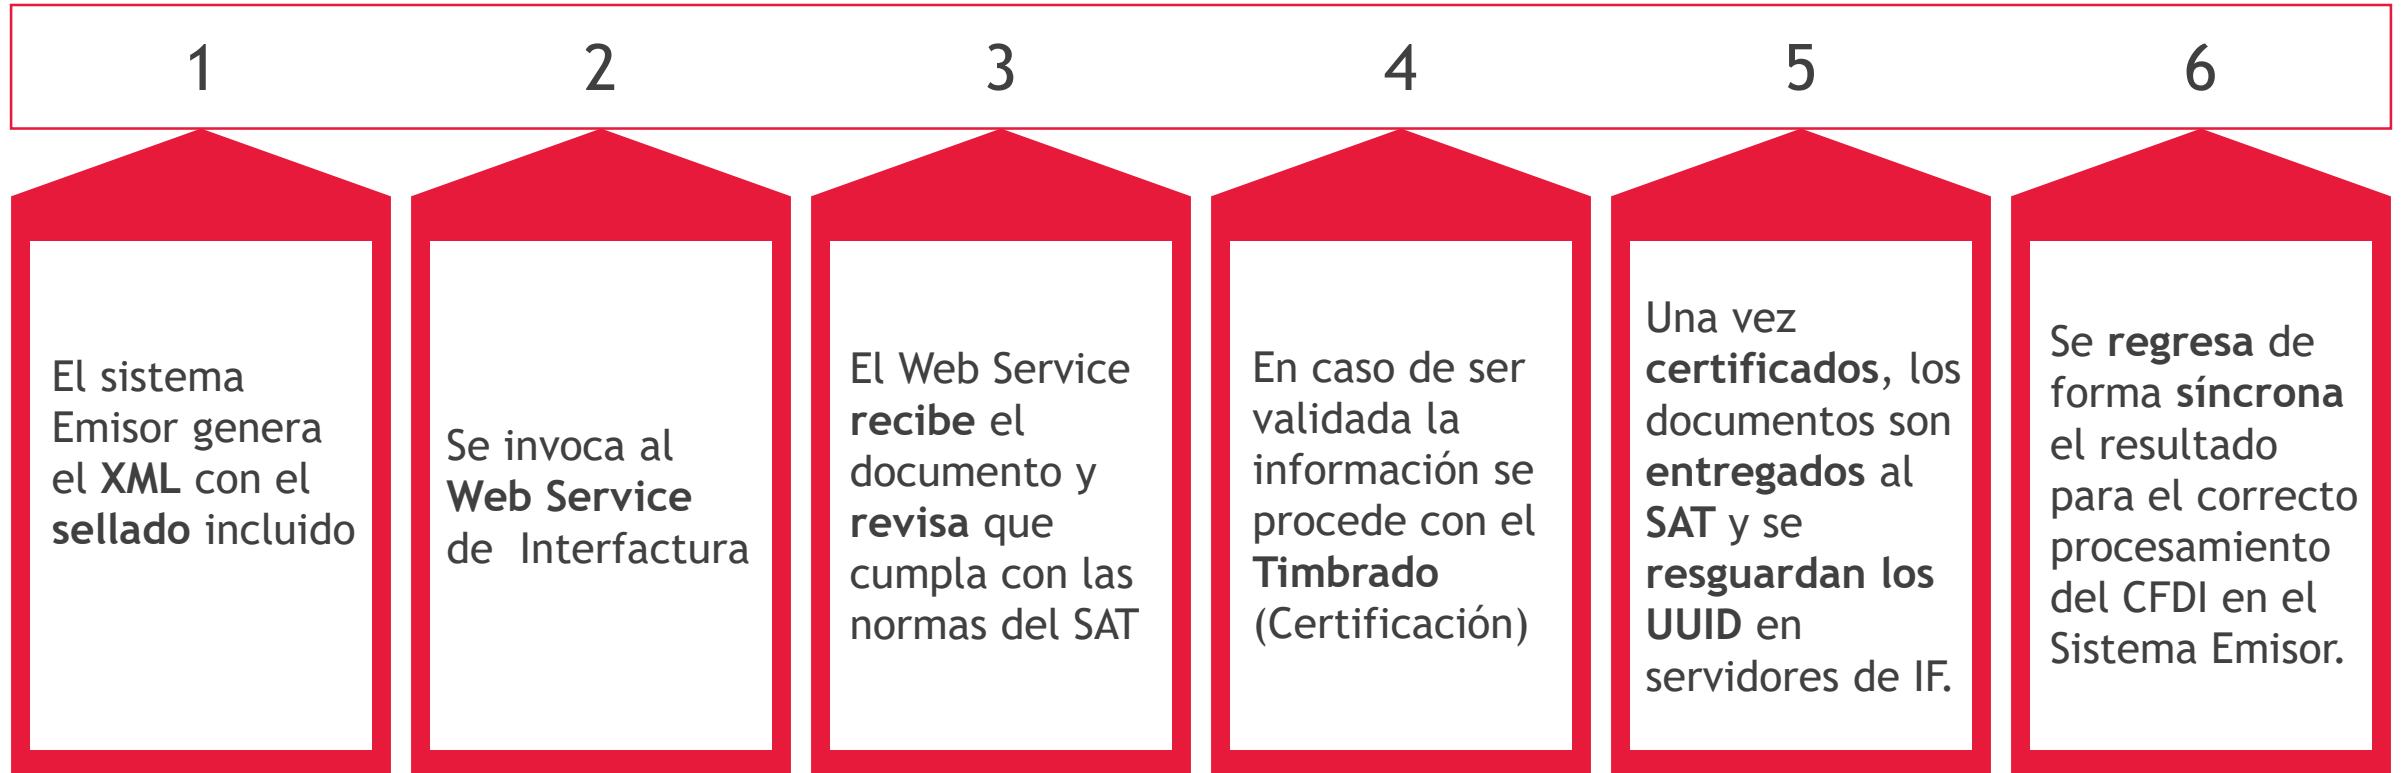 1
2
3
4
5
6
El sistema
Emisor genera
el XML con el
sellado incluido
Se invoca al
Web Service
de Interfactura
El Web Service
recibe el
documento y
revisa que
cumpla con las
normas del SAT
En caso de ser
validada la
información se
procede con el
Timbrado
(Certificación)
Una vez
certificados, los
documentos son
entregados al
SAT y se
resguardan los
UUID en
servidores de IF.
Se regresa de
forma síncrona
el resultado
para el correcto
procesamiento
del CFDI en el
Sistema Emisor.